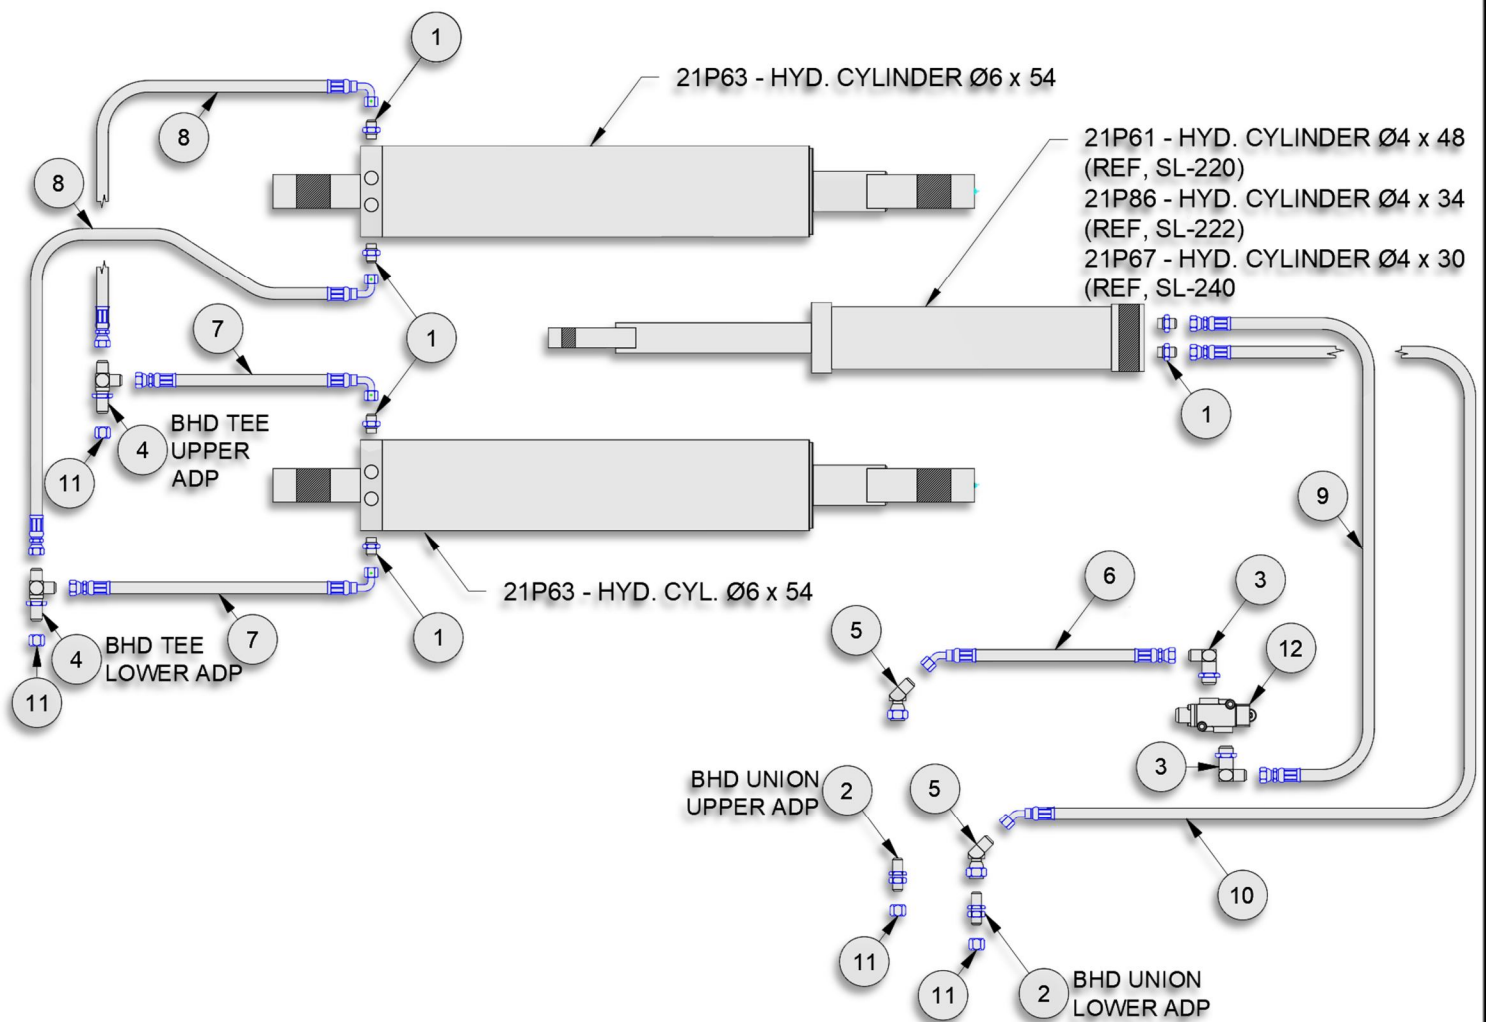 1
21P63 - HYD. CYLINDER Ø6 x 54
8
21P61 - HYD. CYLINDER Ø4 x 48
(REF, SL-220)
21P86 - HYD. CYLINDER Ø4 x 34
(REF, SL-222)
21P67 - HYD. CYLINDER Ø4 x 30
(REF, SL-240
8
7
1
1
4
BHD TEE
UPPER
ADP
11
9
21P63 - HYD. CYL. Ø6 x 54
6
3
5
7
1
12
4
BHD TEE
LOWER ADP
11
3
BHD UNION
UPPER ADP
2
5
10
11
11
2
BHD UNION
LOWER ADP